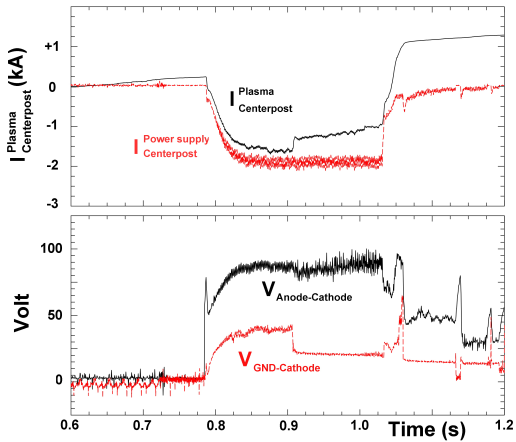 I Plasma Centerpost (kA)
+1
0
-1
-2
-3
I Plasma Centerpost
I Power supply Centerpost
Volt
100
50
0
V Anode-Cathode
V GND-Cathode
0.6 0.7 0.8 0.9 1.0 1.1 1.2
Time (s)